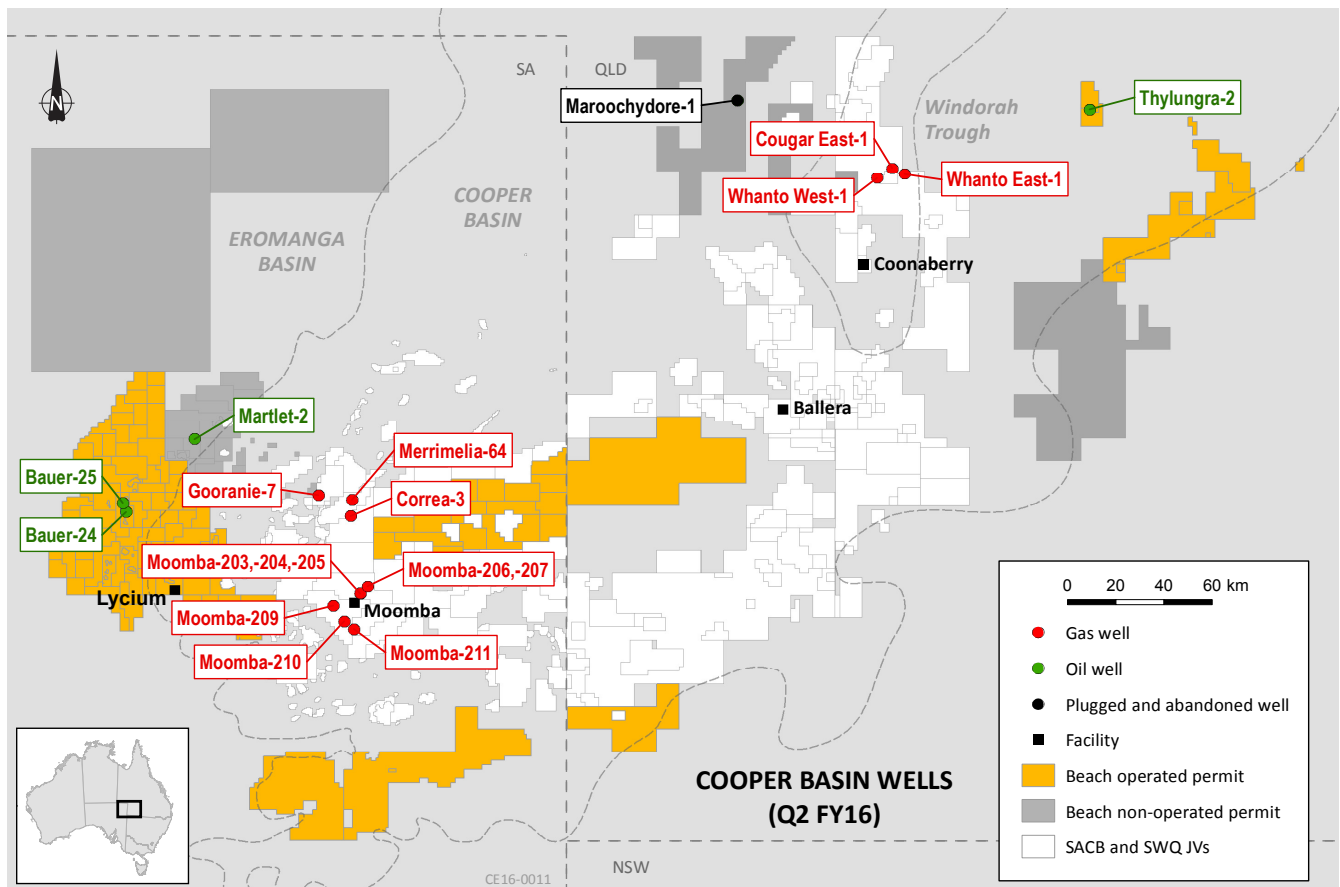 N
SA
QLD
Maroochydore-1
Windorah
Trough
Thylungra-2
Cougar East-1
Whanto West-1
Whanto East-1
COOPER
BASIN
EROMANGA
BASIN
Coonaberry
Ballera
Martlet-2
Merrimelia-64
Bauer-25
Gooranie-7
Correa-3
Bauer-24
Moomba-203,-204,-205
Moomba-206,-207
Lycium
Moomba
Moomba-209
Moomba-210
Moomba-211
0 20 40 60 km
Gas well
Oil well
Plugged and abandoned well
Facility
Beach operated permit
Beach non-operated permit
SACB and SWQ JVs
COOPER BASIN WELLS
(Q2 FY16)
CE16-0011
NSW